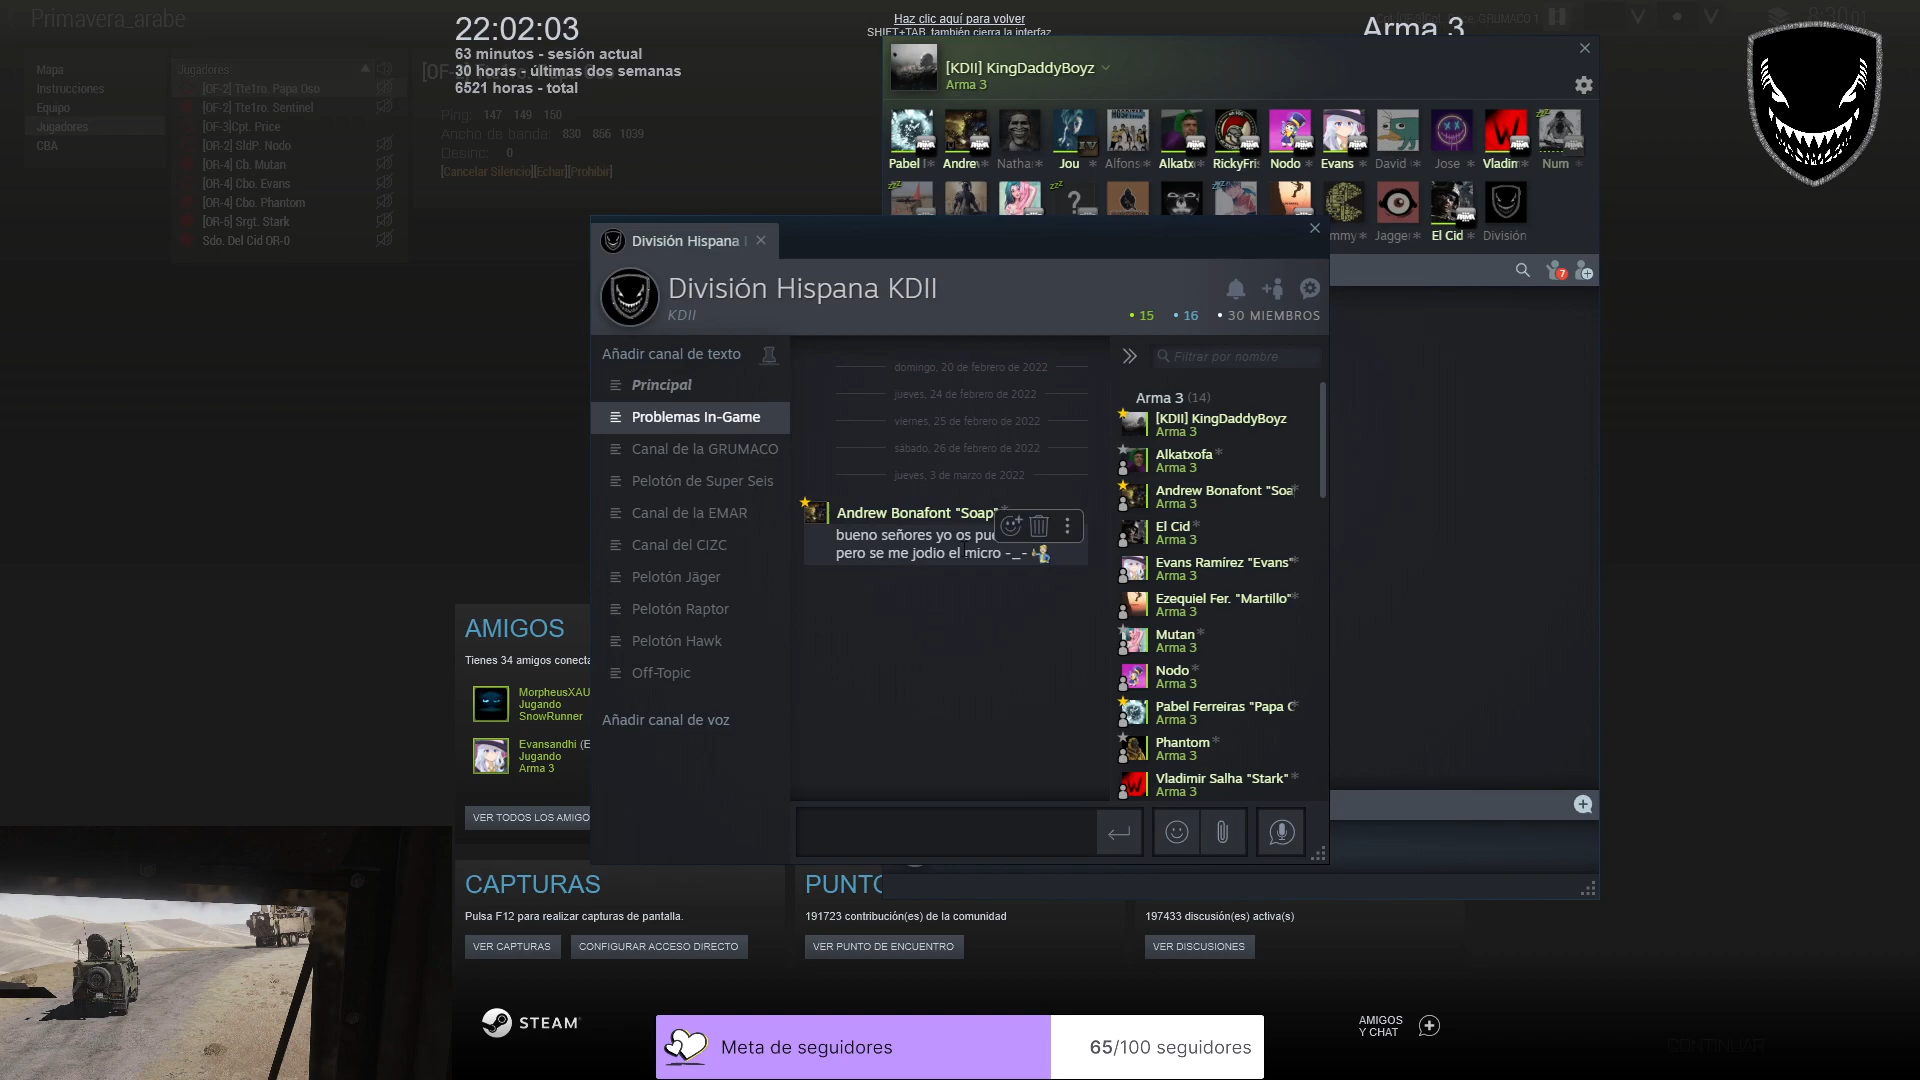 Primavera_arabe
22:02:03
63 minutos - sesión actual
30 horas - últimas dos semanas
6521 horas - total
Haz clic aquí para volver
SHIFT+TAB también cierra la interfaz
Arma 3
Mapa
Instrucciones
Equipo
Jugadores
CBA
Jugadores:
[OF-2] Tte1ro. Papa Oso
[OF-2] Tte1ro. Sentinel
[OF-3]Cpt. Price
[OR-2] SldP. Nodo
[OR-4] Cb. Mutan
[OR-4] Cbo. Evans
[OR-4] Cbo. Phantom
[OR-5] Srgt. Stark
Sdo. Del Cid OR-0
Ping: 147 149 150
Ancho de banda: 830 856 1039
Desinc: 0
[Cancelar Silencio][Echar][Prohibir]
[KDII] KingDaddyBoyz
Arma 3
Pabel Andre Natha Jou Alfons Alkatx RickyFri Nodo Evans David Jose Vladim Num
mmy Jagge El Cid División
7
División Hispana
División Hispana KDII
KDII
15 16 30 MIEMBROS
Añadir canal de texto
Principal
Problemas In-Game
Canal de la GRUMACO
Pelotón de Super Seis
Canal de la EMAR
Canal del CIZC
Pelotón Jäger
Pelotón Raptor
Pelotón Hawk
Off-Topic
Añadir canal de voz
domingo, 20 de febrero de 2022
jueves, 24 de febrero de 2022
viernes, 25 de febrero de 2022
sábado, 26 de febrero de 2022
jueves, 3 de marzo de 2022
Andrew Bonafont "Soap"
bueno señores yo os pue
pero se me jodio el micro -_-
Filtrar por nombre
Arma 3 (14)
[KDII] KingDaddyBoyz
Arma 3
Alkatxofa
Arma 3
Andrew Bonafont "Soa
Arma 3
El Cid
Arma 3
Evans Ramírez "Evans"
Arma 3
Ezequiel Fer. "Martillo"
Arma 3
Mutan
Arma 3
Nodo
Arma 3
Pabel Ferreiras "Papa O
Arma 3
Phantom
Arma 3
Vladimir Salha "Stark"
Arma 3
AMIGOS
Tienes 34 amigos conecta
MorpheusXAU
Jugando
SnowRunner
Evansandhi (E
Jugando
Arma 3
VER TODOS LOS AMIGO
CAPTURAS
Pulsa F12 para realizar capturas de pantalla.
VER CAPTURAS
CONFIGURAR ACCESO DIRECTO
PUNTO
191723 contribución(es) de la comunidad
VER PUNTO DE ENCUENTRO
197433 discusión(es) activa(s)
VER DISCUSIONES
STEAM
Meta de seguidores
65/100 seguidores
AMIGOS
Y CHAT
CONTINUAR